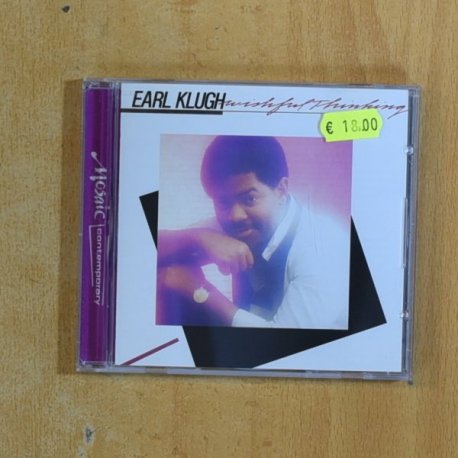 EARL KLUGH Wishful Thinking
€ 18.00
Mosaic
contemporary